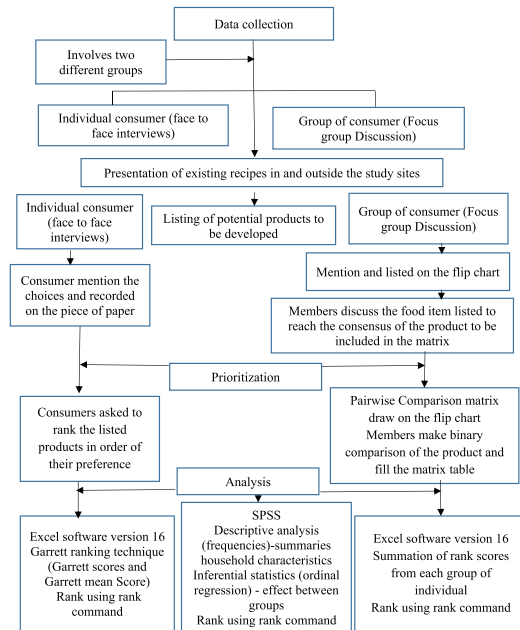 Data collection
Involves two
different groups
Individual consumer (face to
face interviews)
Group of consumer (Focus
group Discussion)
Presentation of existing recipes in and outside the study sites
Individual consumer
(face to face
interviews)
Listing of potential products to
be developed
Group of consumer (Focus
group Discussion)
Consumer mention the
choices and recorded
on the piece of paper
Mention and listed on the flip chart
Members discuss the food item listed to
reach the consensus of the product to be
included in the matrix
Prioritization
Consumers asked to
rank the listed
products in order of
their preference
Pairwise Comparison matrix
draw on the flip chart
Members make binary
comparison of the product and
fill the matrix table
Analysis
Excel software version 16
Garrett ranking technique
(Garrett scores and
Garrett mean Score)
Rank using rank
command
SPSS
Descriptive analysis
(frequencies)-summaries
household characteristics
Inferential statistics (ordinal
regression) - effect between
groups
Rank using rank command
Excel software version 16
Summation of rank scores
from each group of
individual
Rank using rank command